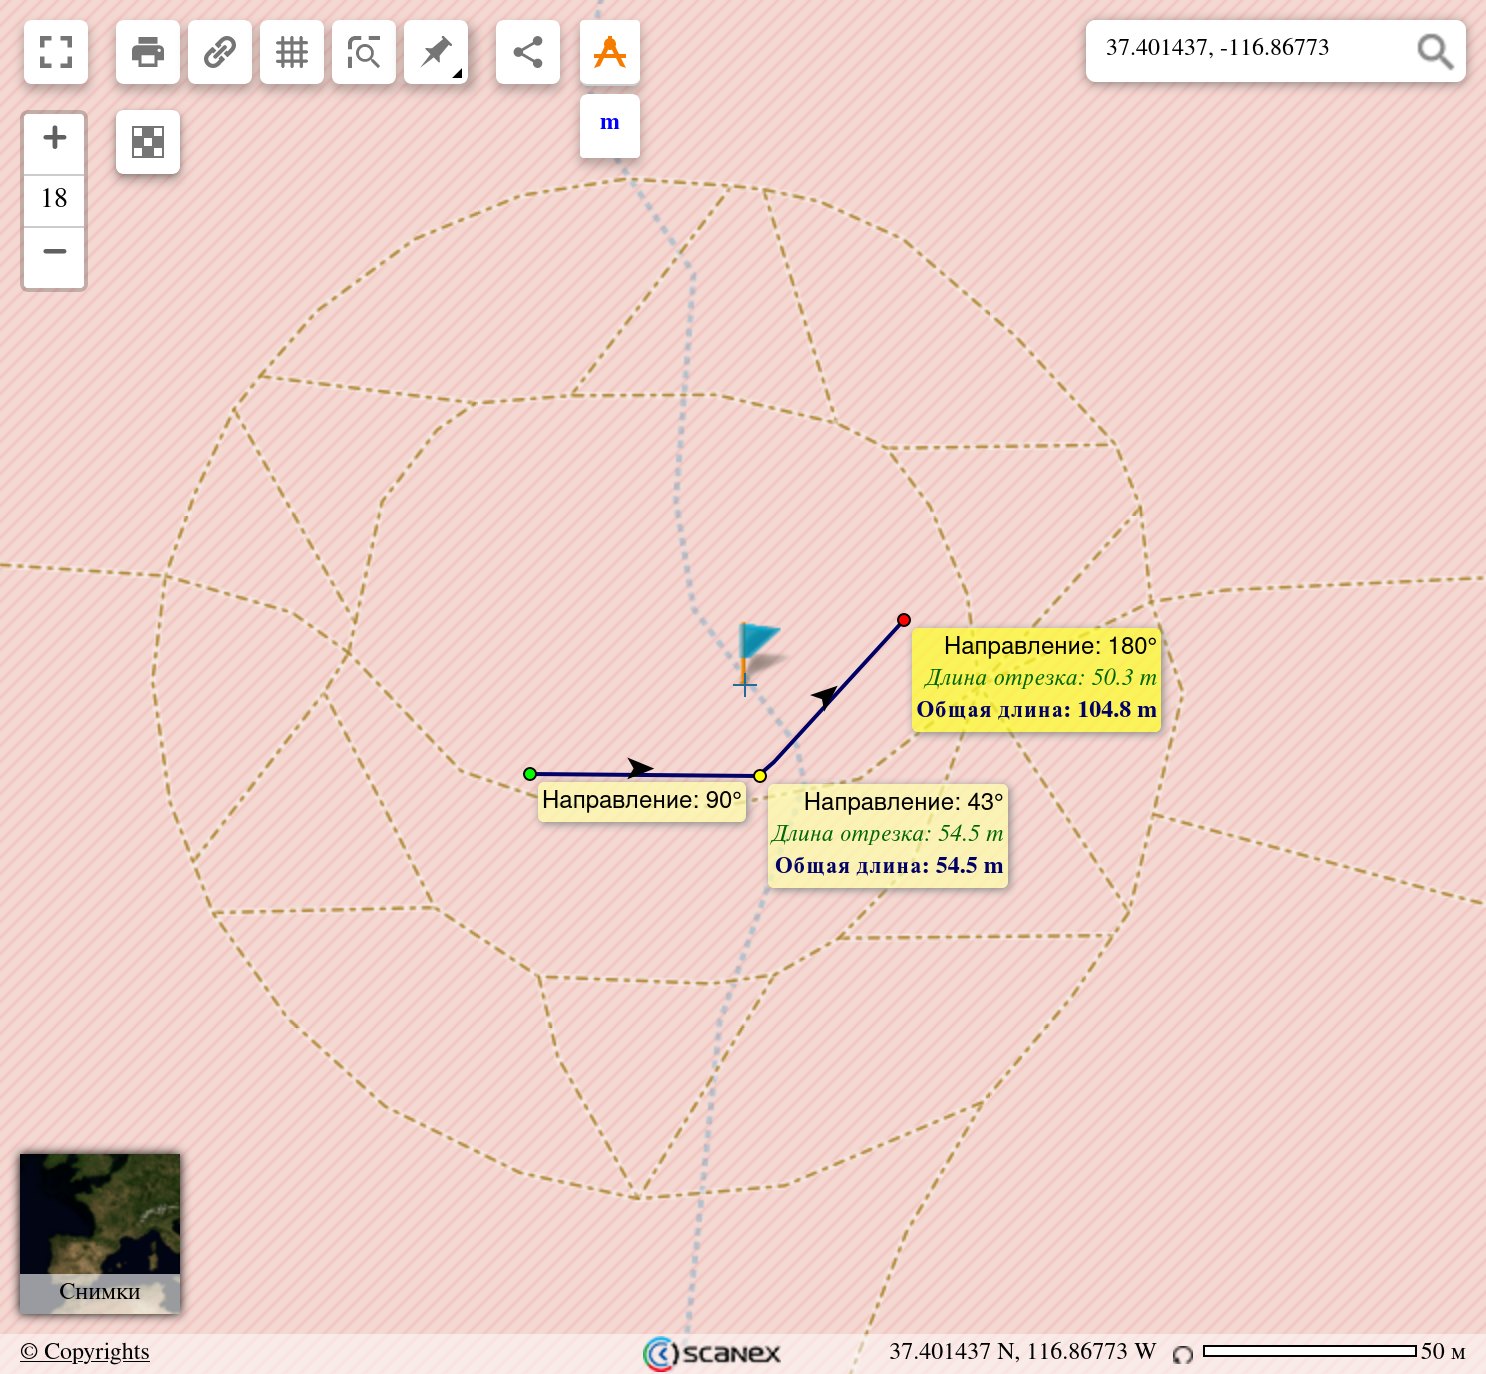 37.401437, -116.86773
m
18
Направление: 180°
Длина отрезка: 50.3 m
Общая длина: 104.8 m
Направление: 90°
Направление: 43°
Длина отрезка: 54.5 m
Общая длина: 54.5 m
Снимки
© Copyrights
scanex
37.401437 N, 116.86773 W
50 м